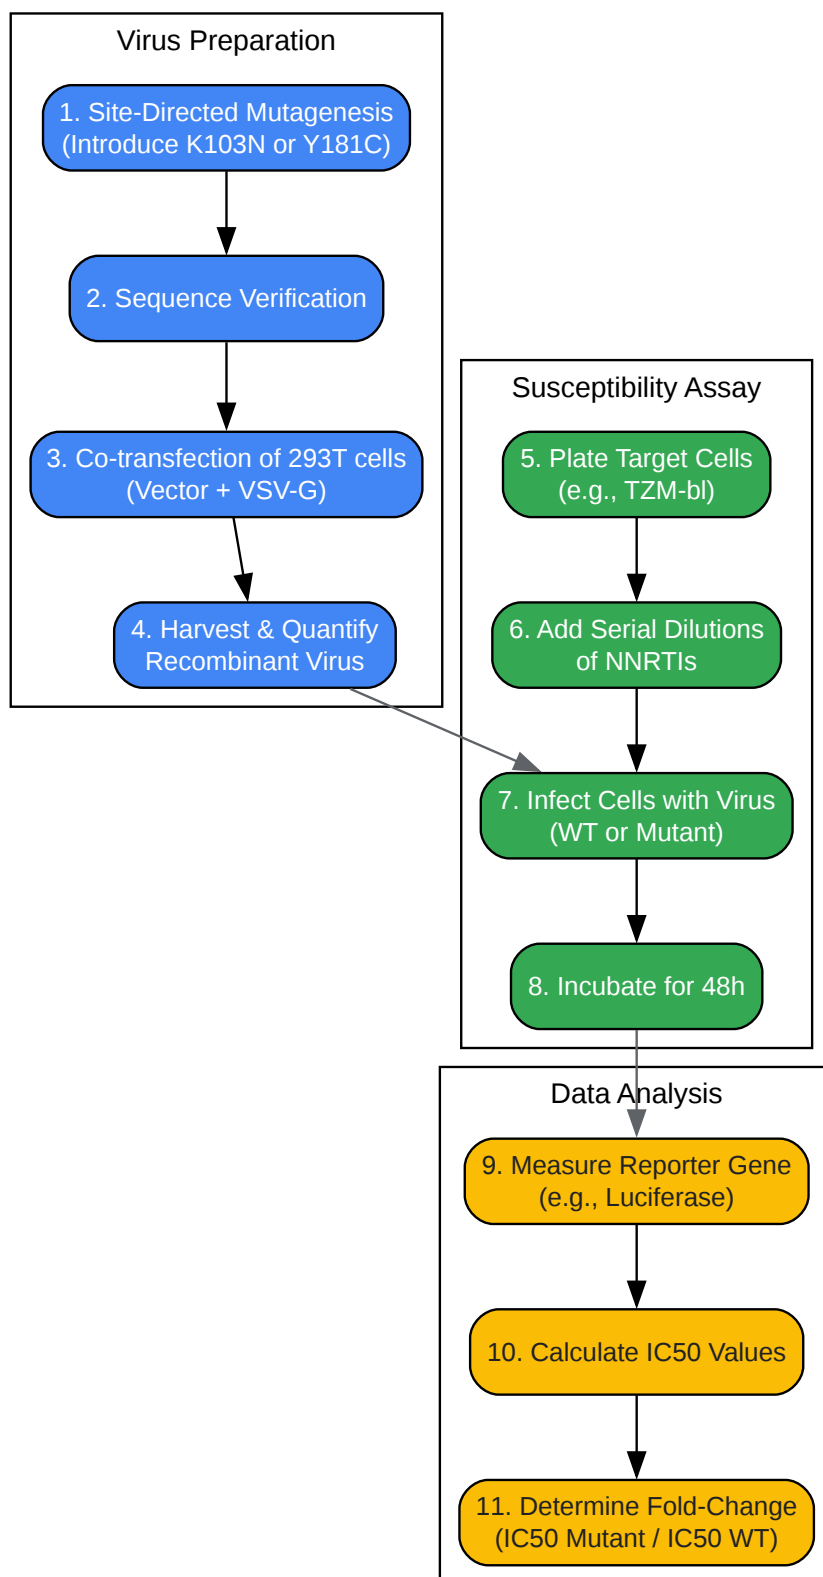 Virus Preparation
1. Site-Directed Mutagenesis
(Introduce K103N or Y181C)
2. Sequence Verification
3. Co-transfection of 293T cells
(Vector + VSV-G)
4. Harvest & Quantify
Recombinant Virus
Susceptibility Assay
5. Plate Target Cells
(e.g., TZM-bl)
6. Add Serial Dilutions
of NNRTIs
7. Infect Cells with Virus
(WT or Mutant)
8. Incubate for 48h
Data Analysis
9. Measure Reporter Gene
(e.g., Luciferase)
10. Calculate IC50 Values
11. Determine Fold-Change
(IC50 Mutant / IC50 WT)